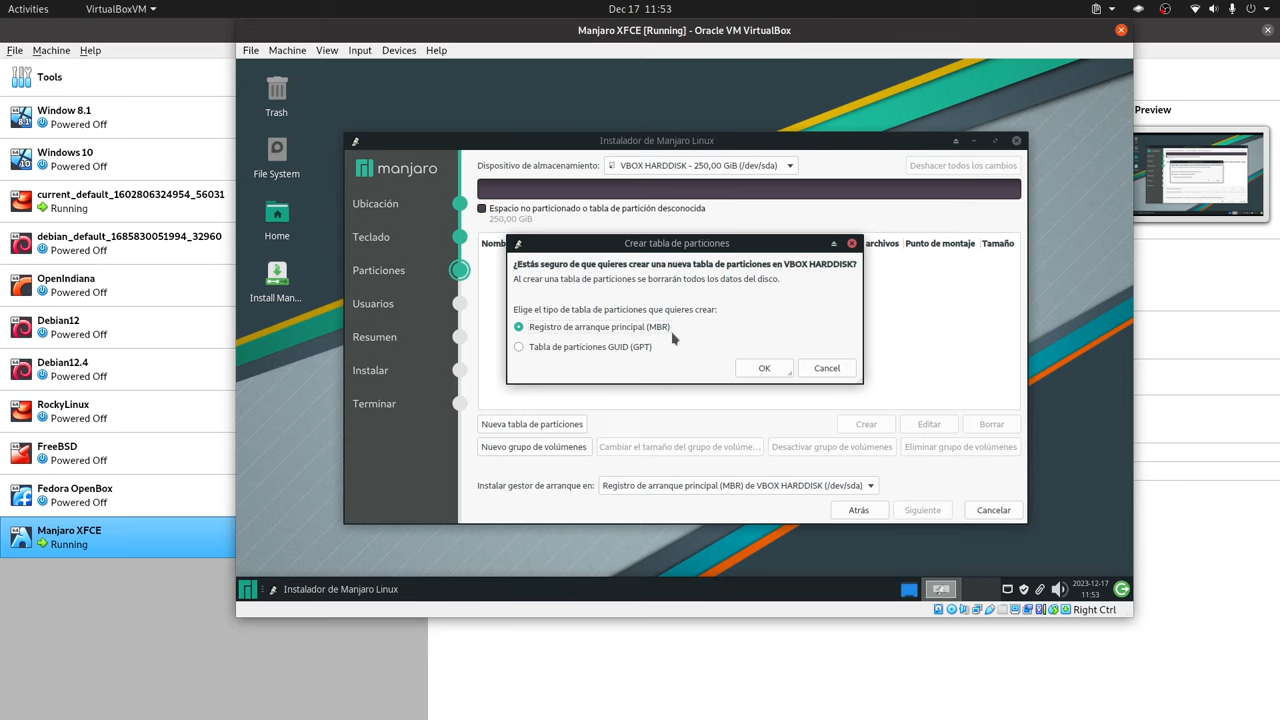 Activities
VirtualBoxVM
Dec 17 11:53
Manjaro XFCE [Running] - Oracle VM VirtualBox
File Machine Help
Tools
Window 8.1
Powered Off
Windows 10
Powered Off
current_default_1602806324954_56031
Running
debian_default_1685830051994_32960
Powered Off
OpenIndiana
Powered Off
Debian12
Powered Off
Debian12.4
Powered Off
RockyLinux
Powered Off
FreeBSD
Powered Off
Fedora OpenBox
Powered Off
Manjaro XFCE
Running
File Machine View Input Devices Help
Trash
File System
Home
Install Man...
Instalador de Manjaro Linux
manjaro
Ubicación
Teclado
Particiones
Usuarios
Resumen
Instalar
Terminar
Dispositivo de almacenamiento:
VBOX HARDDISK - 250,00 GiB (/dev/sda)
Deshacer todos los cambios
Espacio no particionado o tabla de partición desconocida
250,00 GiB
Nomb
archivos Punto de montaje Tamaño
Crear tabla de particiones
¿Estás seguro de que quieres crear una nueva tabla de particiones en VBOX HARDDISK?
Al crear una tabla de particiones se borrarán todos los datos del disco.
Elige el tipo de tabla de particiones que quieres crear:
Registro de arranque principal (MBR)
Tabla de particiones GUID (GPT)
OK
Cancel
Nueva tabla de particiones
Crear
Editar
Borrar
Nuevo grupo de volúmenes
Cambiar el tamaño del grupo de volúme...
Desactivar grupo de volúmenes
Eliminar grupo de volúmenes
Instalar gestor de arranque en:
Registro de arranque principal (MBR) de VBOX HARDDISK (/dev/sda)
Atrás
Siguiente
Cancelar
Instalador de Manjaro Linux
2023-12-17
11:53
Right Ctrl
Preview